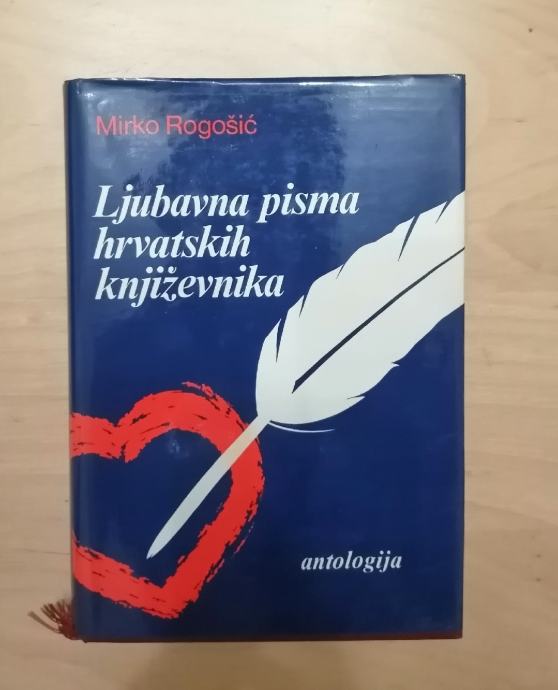 Mirko Rogošić
Ljubavna pisma
hrvatskih
književnika
antologija